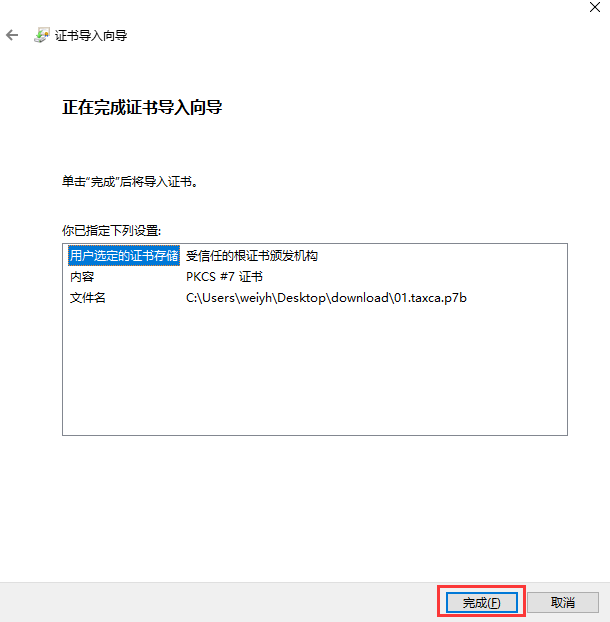 证书导入向导
正在完成证书导入向导
单击“完成”后将导入证书。
你已指定下列设置:
用户选定的证书存储 受信任的根证书颁发机构
内容 PKCS #7 证书
文件名 C:\Users\weiyh\Desktop\download\01.taxca.p7b
完成(F) 取消